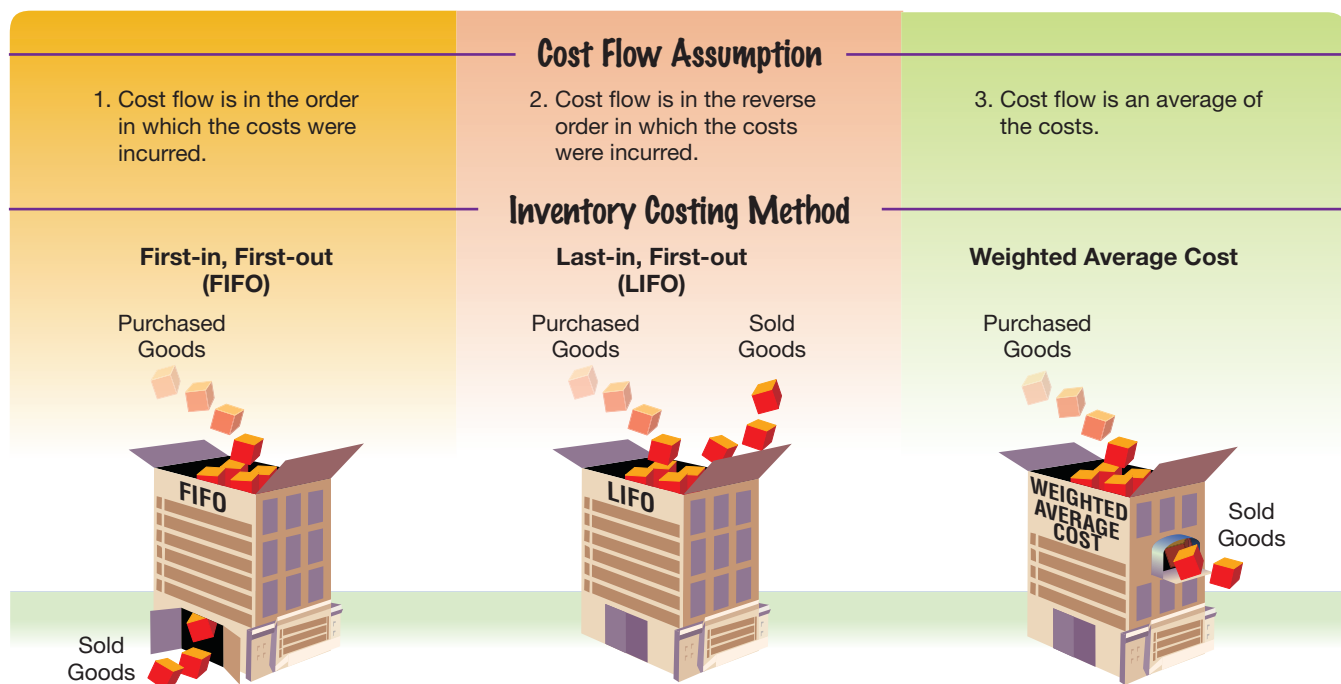 Cost Flow Assumption
1. Cost flow is in the order
in which the costs were
incurred.
2. Cost flow is in the reverse
order in which the costs
were incurred.
3. Cost flow is an average of
the costs.
Inventory Costing Method
First-in, First-out
(FIFO)
Purchased
Goods
FIFO
Sold
Goods
Last-in, First-out
(LIFO)
Purchased
Goods
Sold
Goods
LIFO
Weighted Average Cost
Purchased
Goods
WEIGHTED
AVERAGE
COST
Sold
Goods